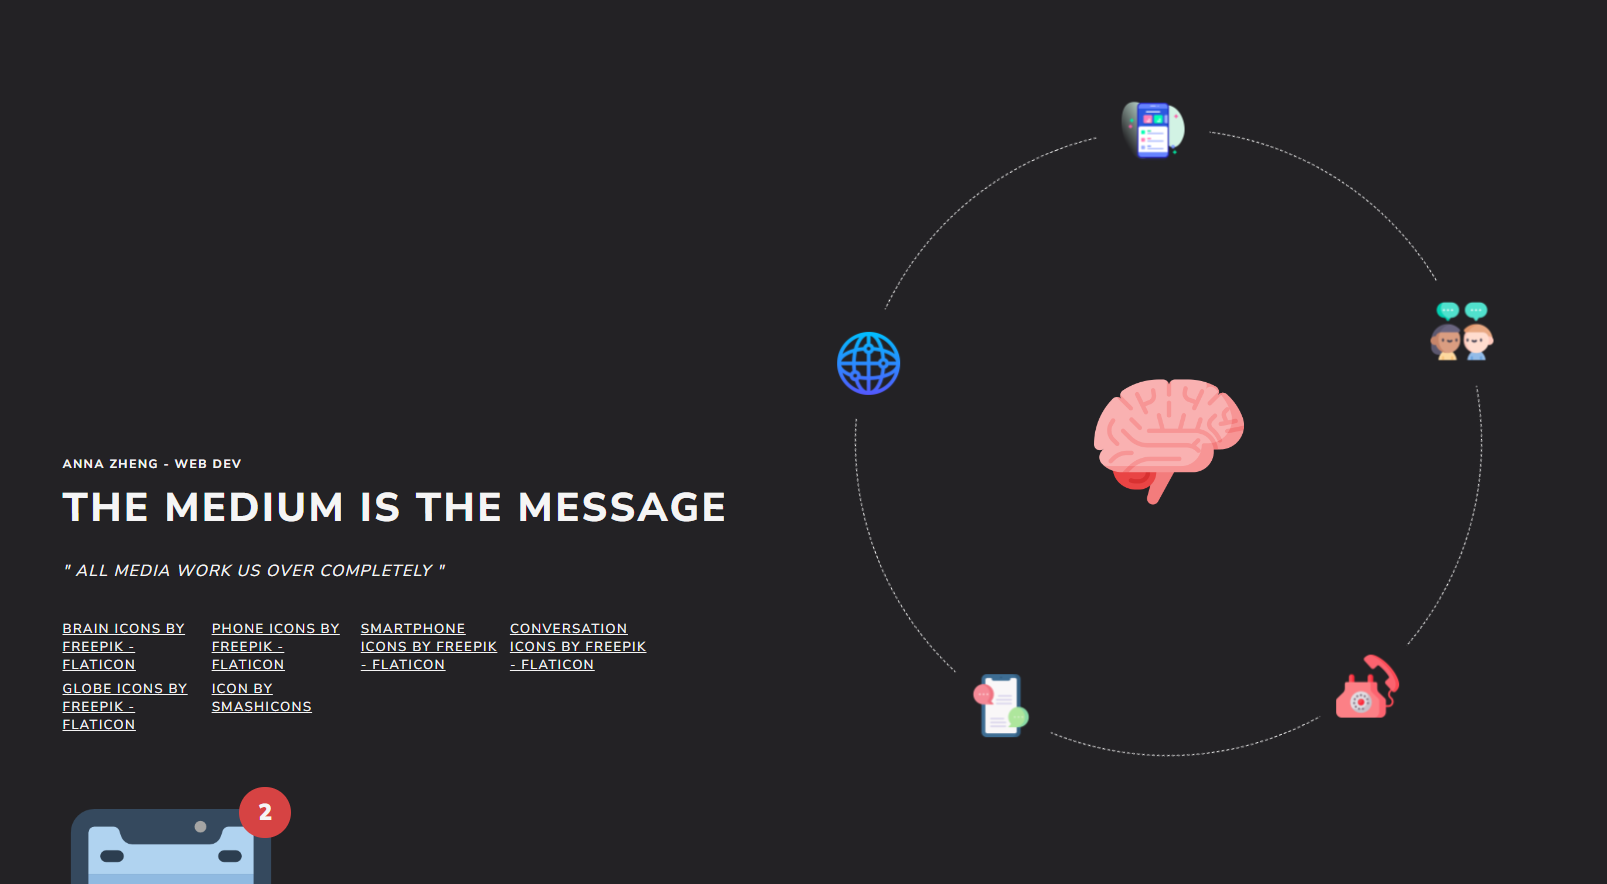 ANNA ZHENG - WEB DEV
THE MEDIUM IS THE MESSAGE
" ALL MEDIA WORK US OVER COMPLETELY "
BRAIN ICONS BY
FREEPIK -
FLATICON
PHONE ICONS BY
FREEPIK -
FLATICON
SMARTPHONE
ICONS BY FREEPIK
- FLATICON
CONVERSATION
ICONS BY FREEPIK
- FLATICON
GLOBE ICONS BY
FREEPIK -
FLATICON
ICON BY
SMASHICONS
2